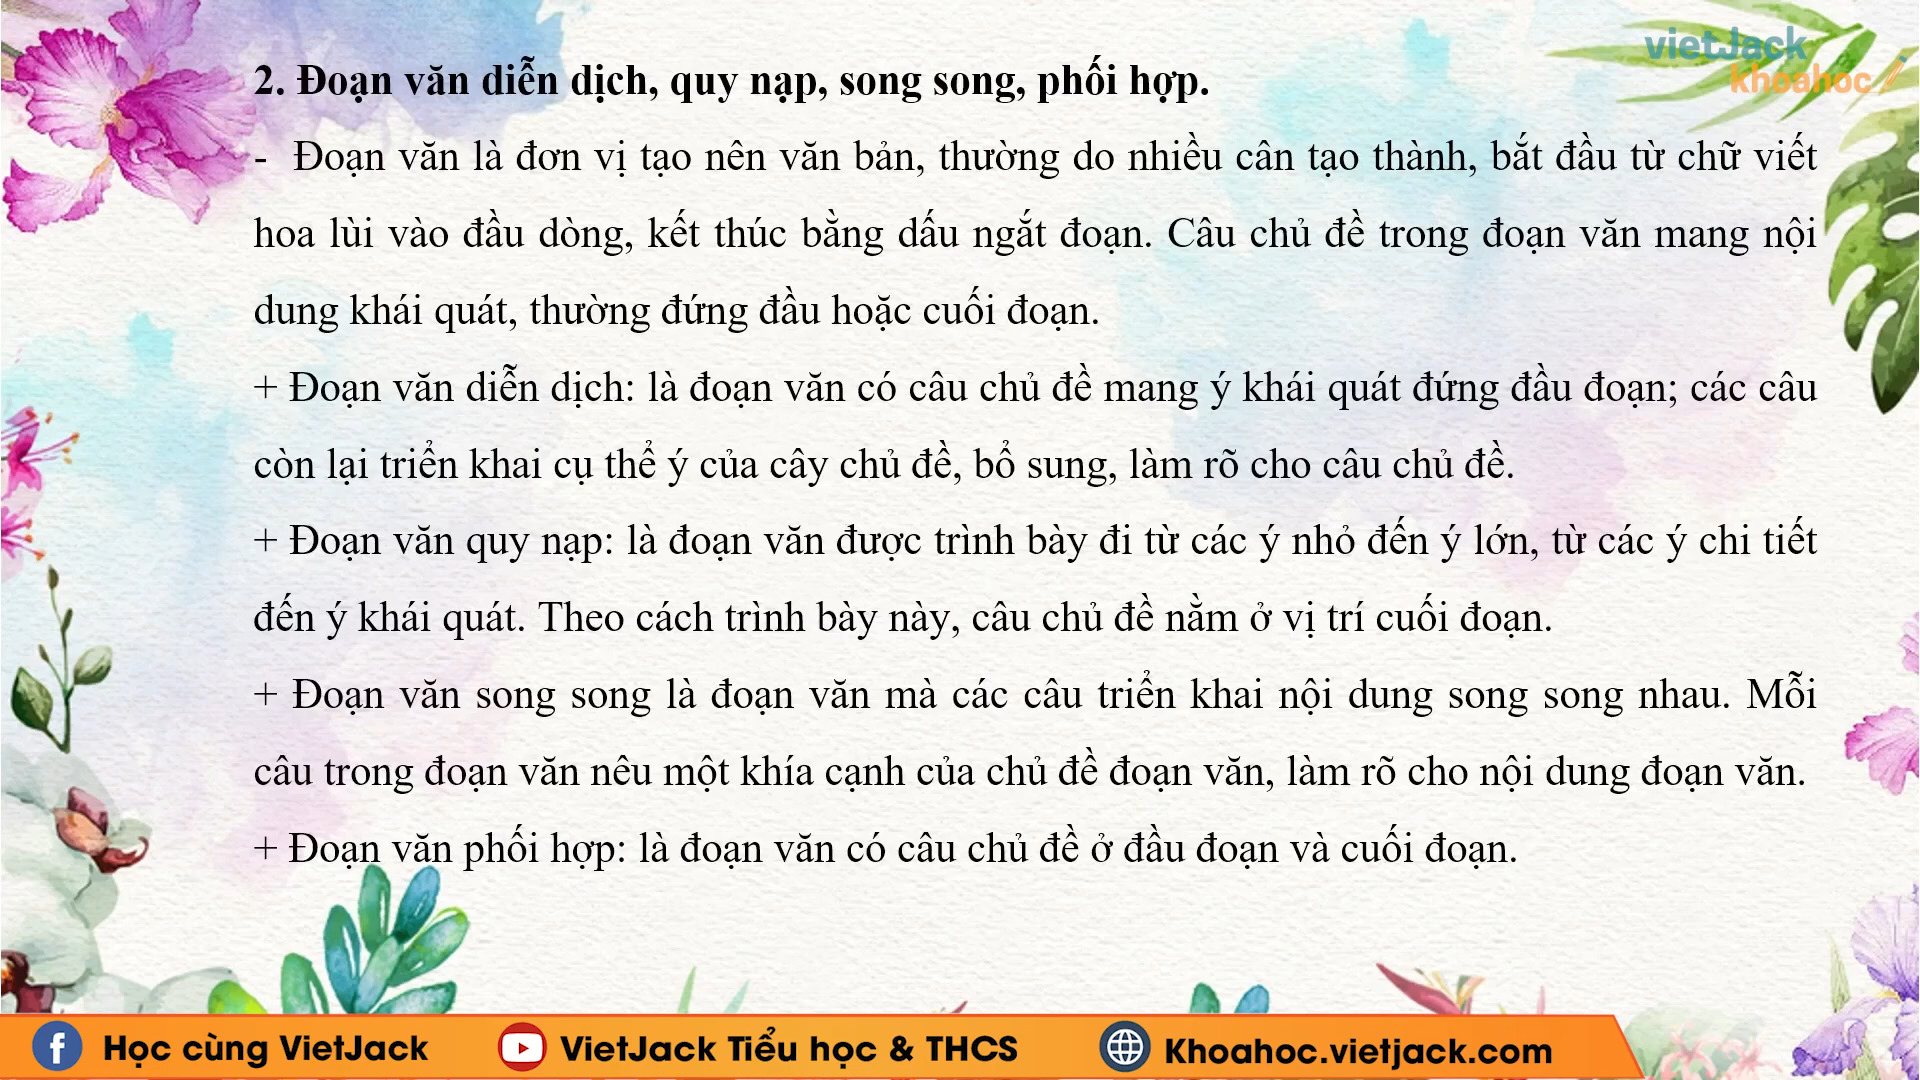 vietJack
khoahoc
2. Đoạn văn diễn dịch, quy nạp, song song, phối hợp.
- Đoạn văn là đơn vị tạo nên văn bản, thường do nhiều cân tạo thành, bắt đầu từ chữ viết
hoa lùi vào đầu dòng, kết thúc bằng dấu ngắt đoạn. Câu chủ đề trong đoạn văn mang nội
dung khái quát, thường đứng đầu hoặc cuối đoạn.
+ Đoạn văn diễn dịch: là đoạn văn có câu chủ đề mang ý khái quát đứng đầu đoạn; các câu
còn lại triển khai cụ thể ý của cây chủ đề, bổ sung, làm rõ cho câu chủ đề.
+ Đoạn văn quy nạp: là đoạn văn được trình bày đi từ các ý nhỏ đến ý lớn, từ các ý chi tiết
đến ý khái quát. Theo cách trình bày này, câu chủ đề nằm ở vị trí cuối đoạn.
+ Đoạn văn song song là đoạn văn mà các câu triển khai nội dung song song nhau. Mỗi
câu trong đoạn văn nêu một khía cạnh của chủ đề đoạn văn, làm rõ cho nội dung đoạn văn.
+ Đoạn văn phối hợp: là đoạn văn có câu chủ đề ở đầu đoạn và cuối đoạn.
Học cùng VietJack
VietJack Tiểu học & THCS
Khoahoc.vietjack.com